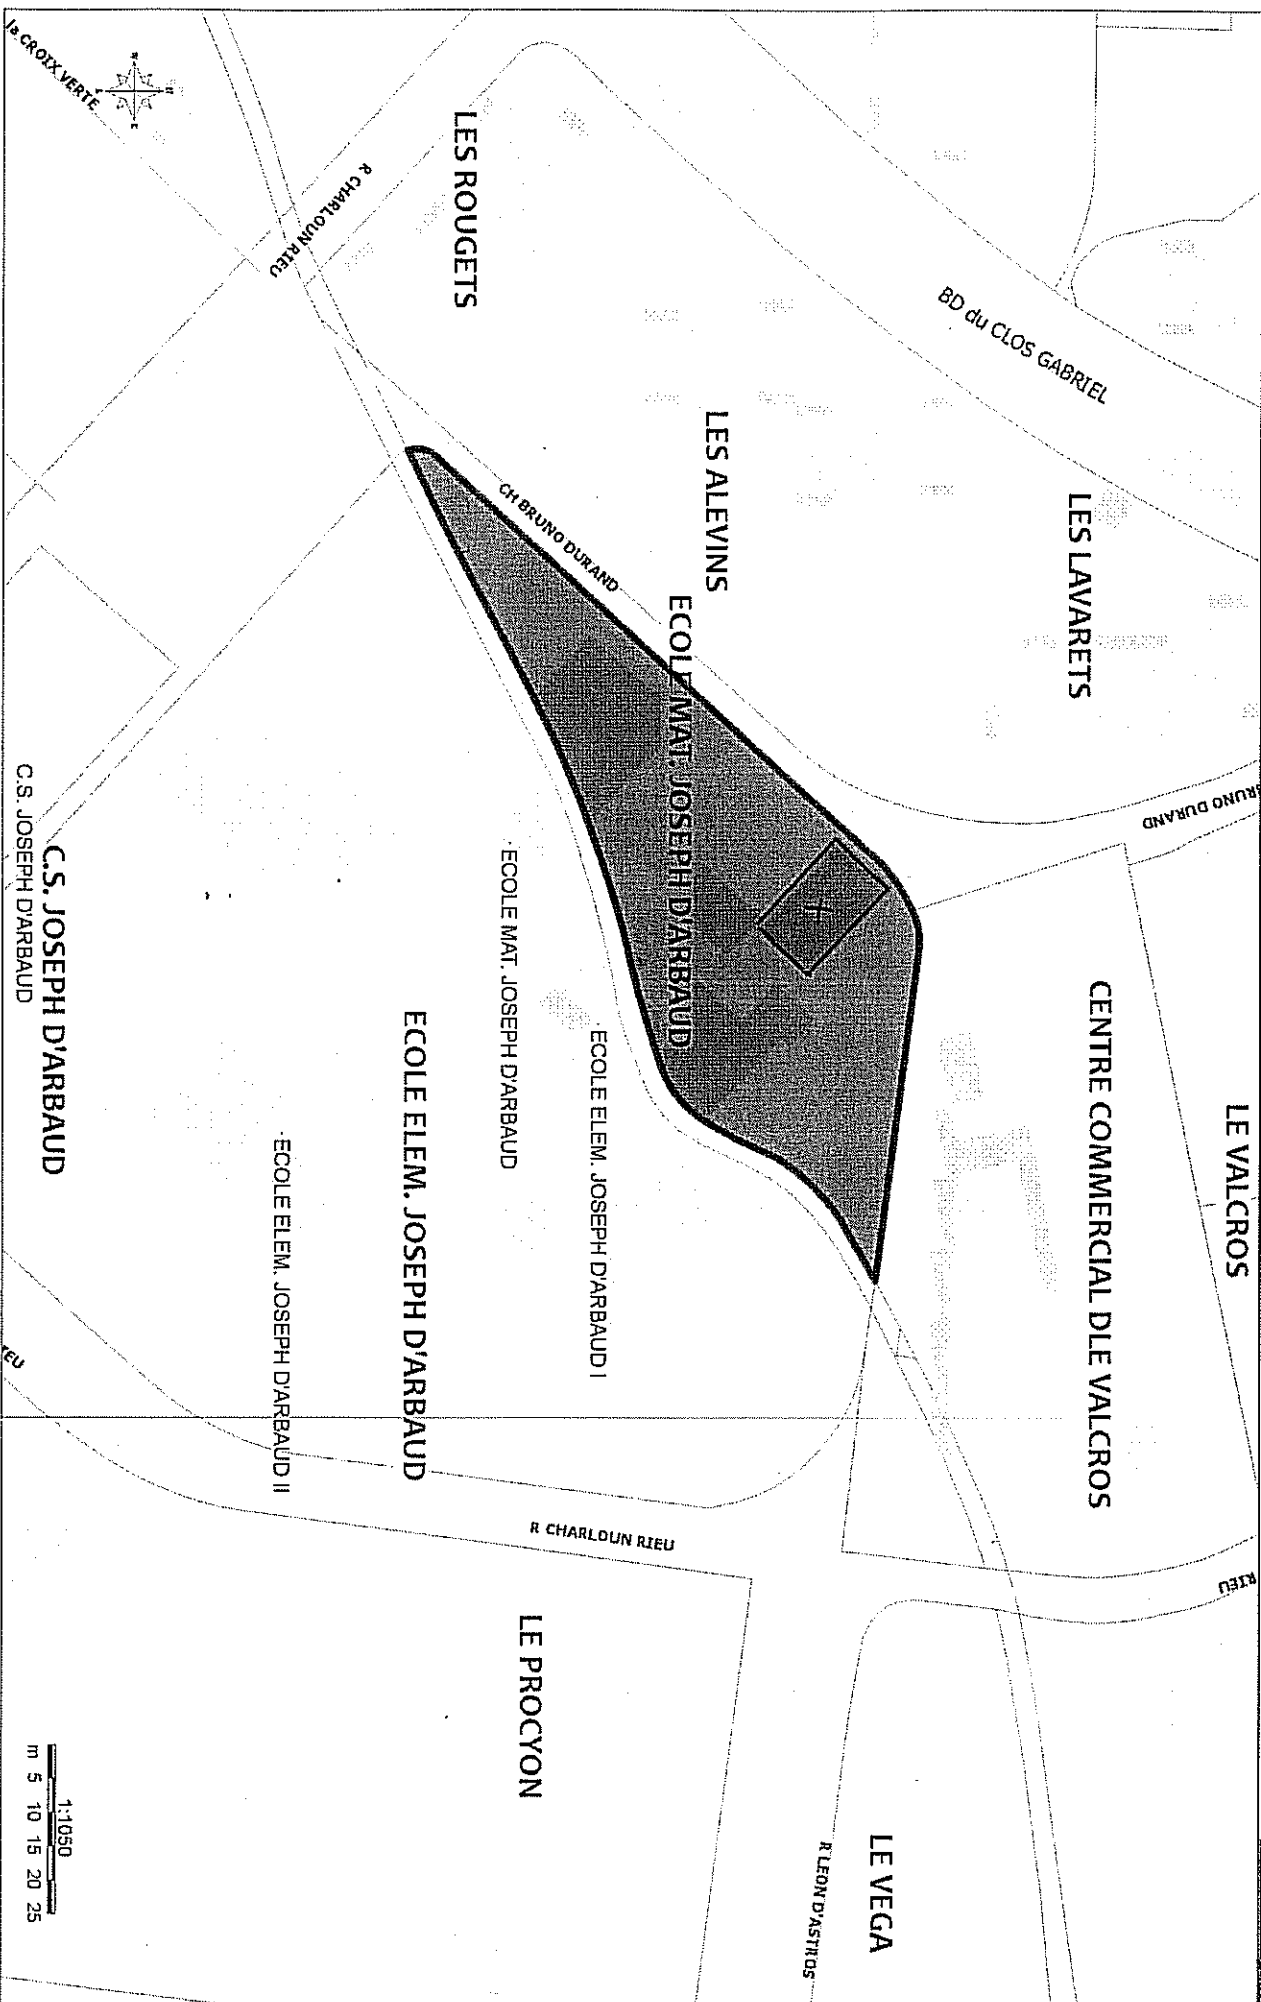 LE VALCROS
CENTRE COMMERCIAL DLE VALCROS
LES LAVARETS
BD du CLOS GABRIEL
BRUNO DURAND
RIEU
LE VEGA
R LEON D'ASTROS
LES ALEVINS
ECOLE MAT. JOSEPH D'ARBAUD
CH BRUNO DURAND
R CHARLOUN RIEU
LES ROUGETS
ECOLE ELEM. JOSEPH D'ARBAUD I
ECOLE MAT. JOSEPH D'ARBAUD
LE PROCYON
ECOLE ELEM. JOSEPH D'ARBAUD
R CHARLOUN RIEU
ECOLE ELEM. JOSEPH D'ARBAUD II
la CROIX VERTE
C.S. JOSEPH D'ARBAUD
C.S. JOSEPH D'ARBAUD
IEU
1:1050
m 5 10 15 20 25